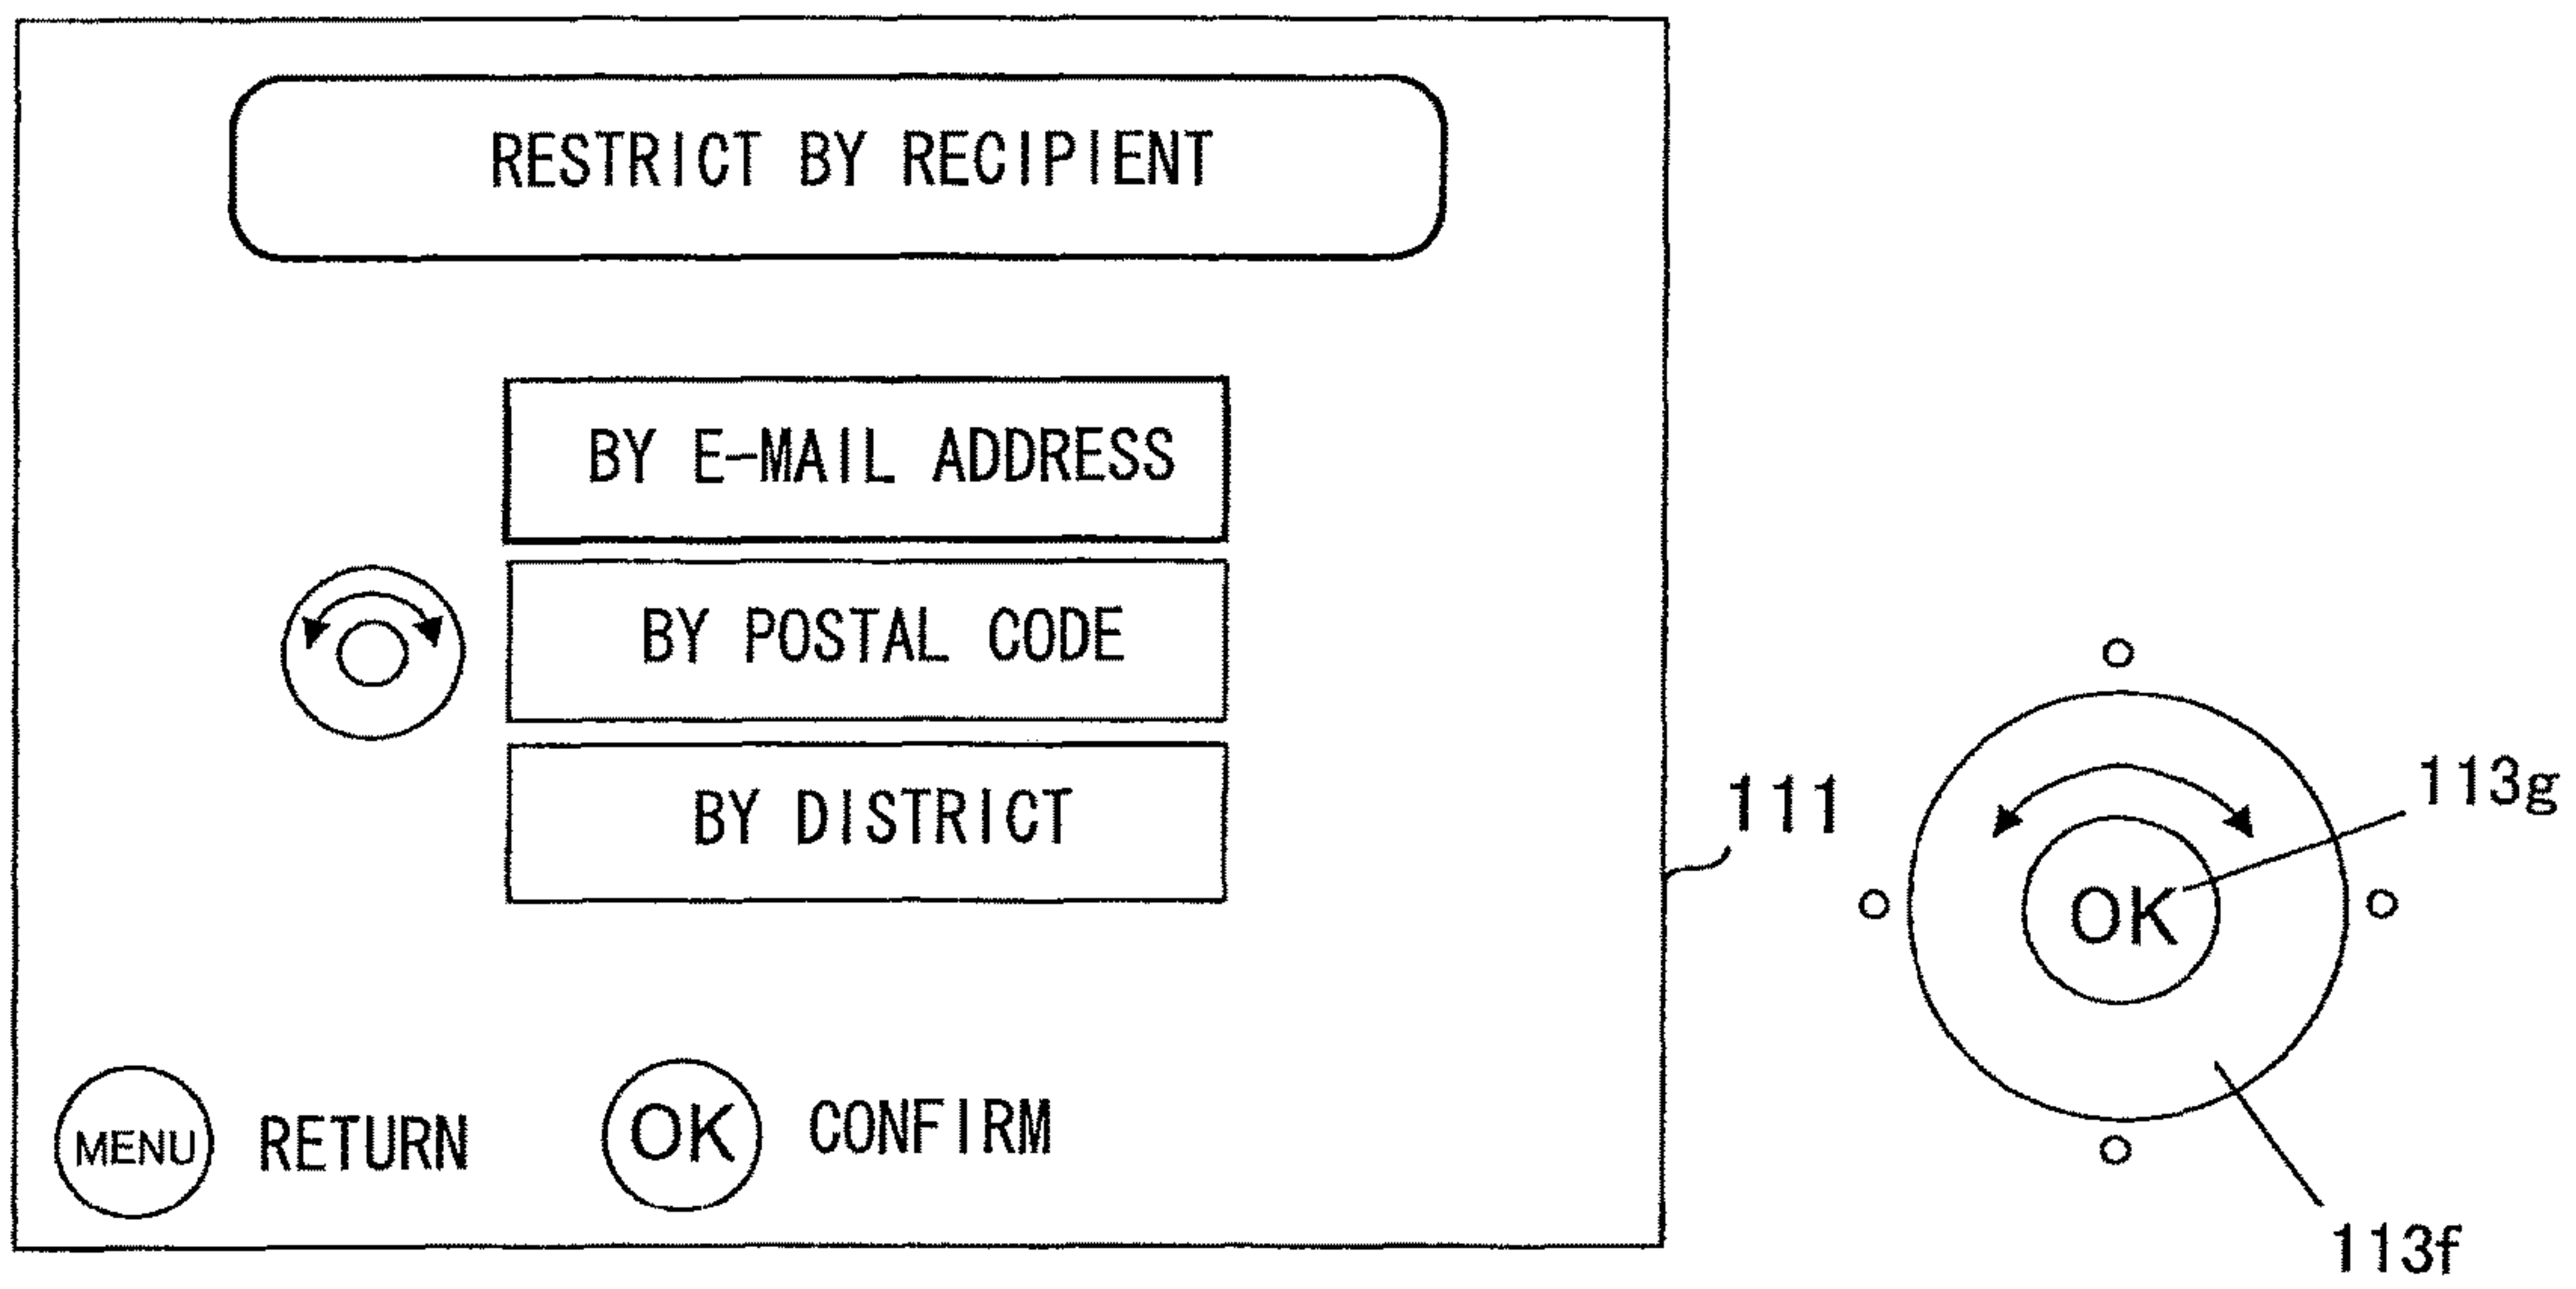 RESTRICT BY RECIPIENT
BY E-MAIL ADDRESS
BY POSTAL CODE
BY DISTRICT
111
113g
OK
MENU RETURN OK CONFIRM
113f